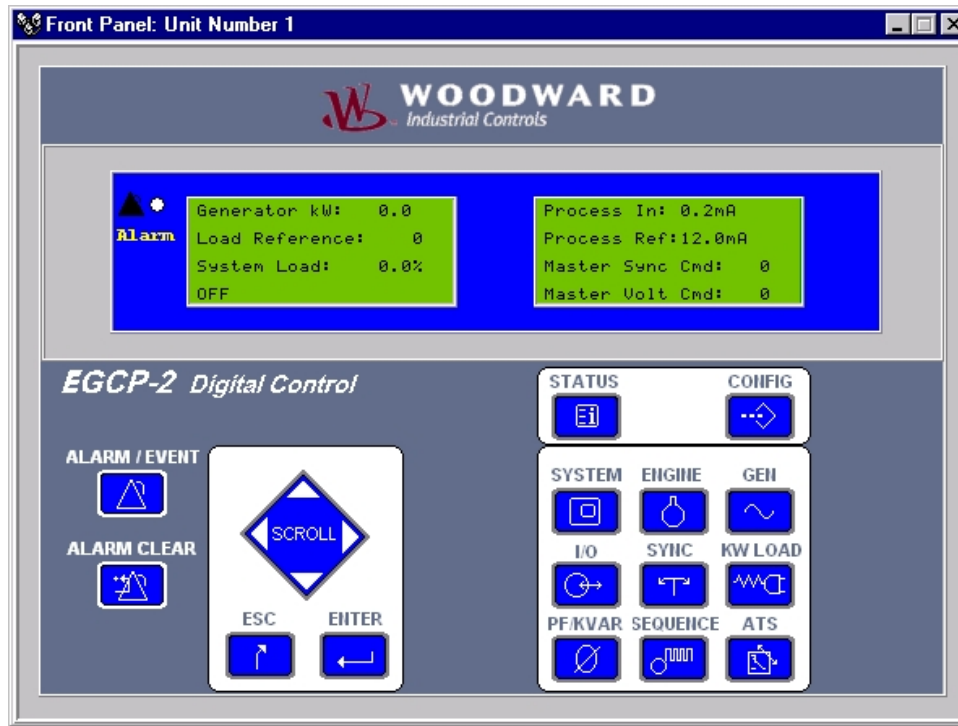 Front Panel: Unit Number 1
WOODWARD
Industrial Controls
Alarm
Generator kW: 0.0
Load Reference: 0
System Load: 0.0%
OFF
Process In: 0.2mA
Process Ref:12.0mA
Master Sync Cmd: 0
Master Volt Cmd: 0
EGCP-2 Digital Control
STATUS CONFIG
ALARM / EVENT
SYSTEM ENGINE GEN
SCROLL
ALARM CLEAR
I/O SYNC KW LOAD
ESC ENTER
PF/KVAR SEQUENCE ATS